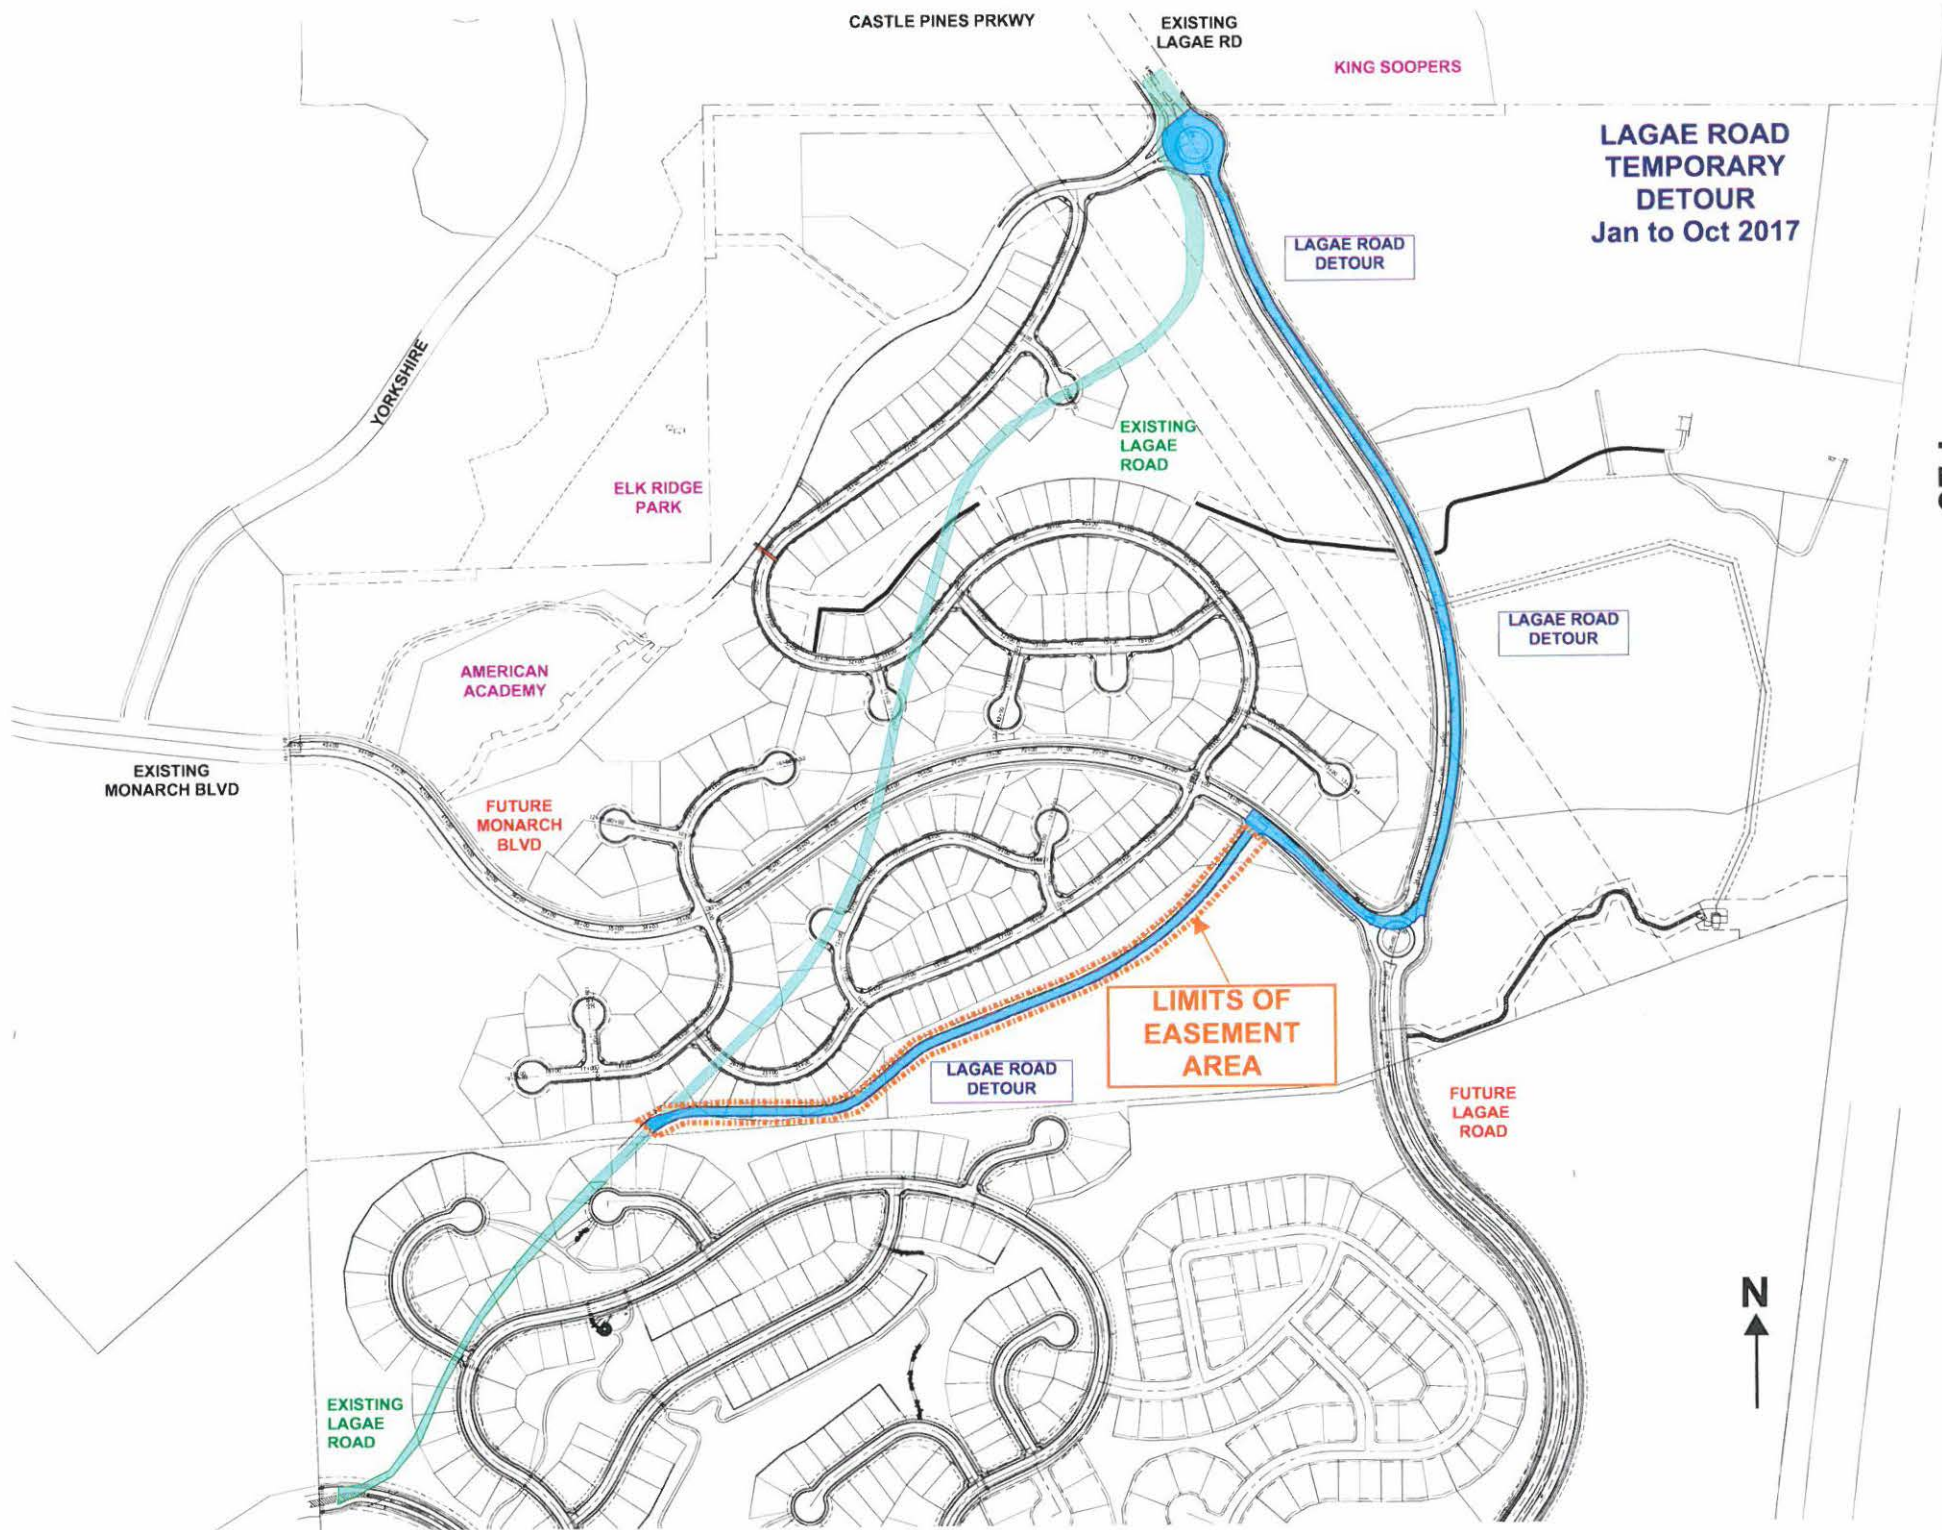 CASTLE PINES PRKWY
EXISTING
LAGAE RD
KING SOOPERS
LAGAE ROAD
TEMPORARY
DETOUR
Jan to Oct 2017
LAGAE ROAD
DETOUR
YORKSHIRE
EXISTING
LAGAE
ROAD
ELK RIDGE
PARK
LAGAE ROAD
DETOUR
AMERICAN
ACADEMY
EXISTING
MONARCH BLVD
FUTURE
MONARCH
BLVD
LIMITS OF
EASEMENT
AREA
LAGAE ROAD
DETOUR
FUTURE
LAGAE
ROAD
N
EXISTING
LAGAE
ROAD